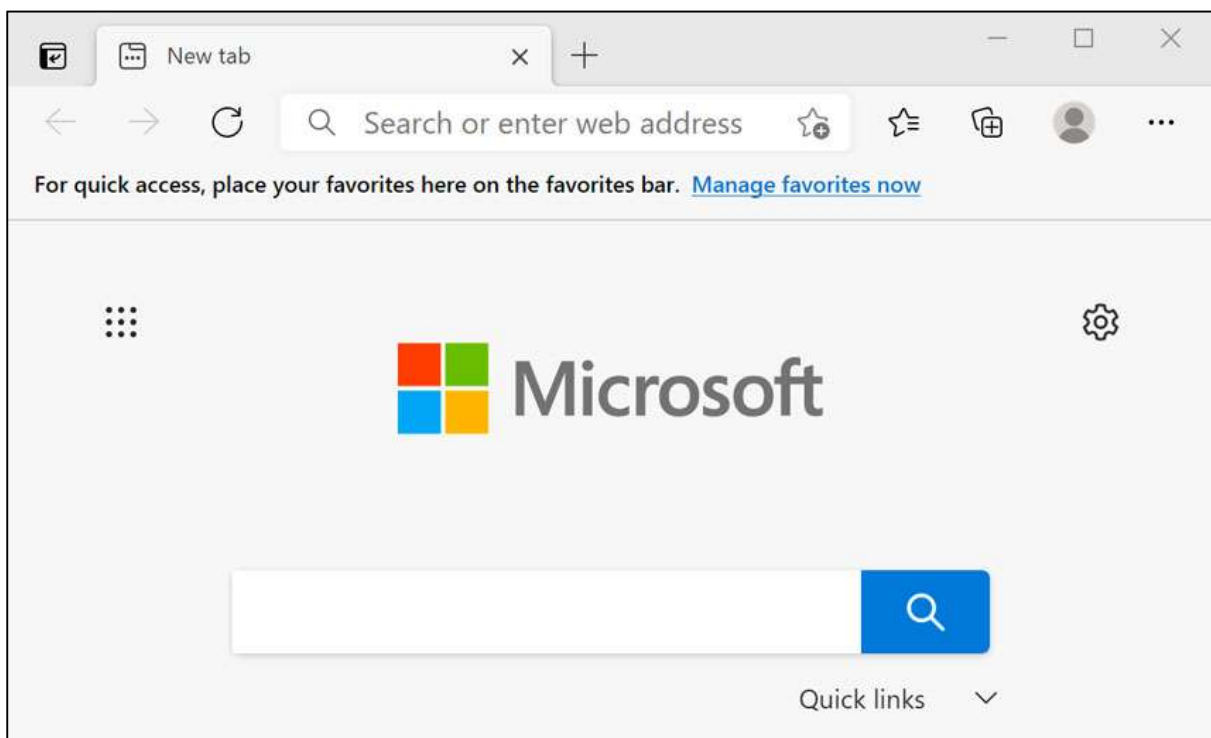 New tab
Search or enter web address
For quick access, place your favorites here on the favorites bar. Manage favorites now
Microsoft
Quick links